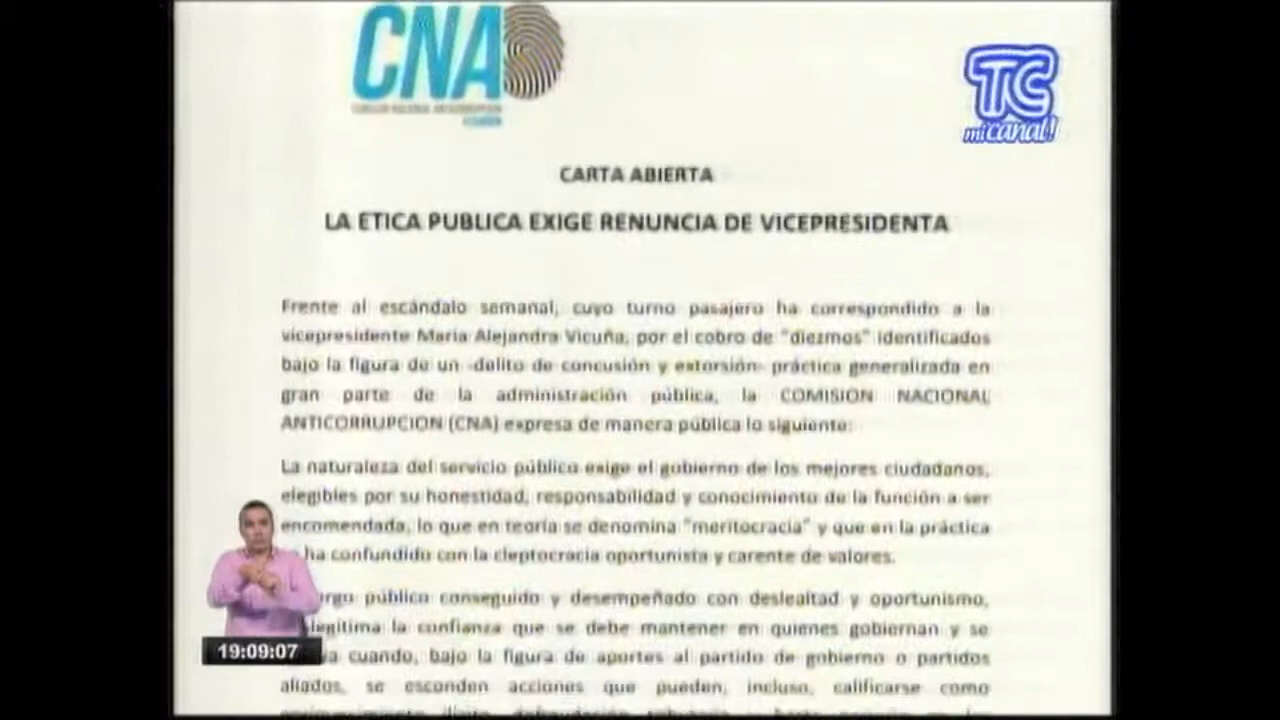 CNA
COMISIÓN NACIONAL ANTICORRUPCIÓN
ECUADOR
TC
mi canal!
CARTA ABIERTA
LA ETICA PUBLICA EXIGE RENUNCIA DE VICEPRESIDENTA
Frente al escándalo semanal, cuyo turno pasajero ha correspondido a la
vicepresidente María Alejandra Vicuña, por el cobro de "diezmos" identificados
bajo la figura de un -delito de concusión y extorsión- práctica generalizada en
gran parte de la administración pública, la COMISION NACIONAL
ANTICORRUPCION (CNA) expresa de manera pública lo siguiente:
La naturaleza del servicio público exige el gobierno de los mejores ciudadanos,
elegibles por su honestidad, responsabilidad y conocimiento de la función a ser
encomendada, lo que en teoría se denomina "meritocracia" y que en la práctica
ha confundido con la cleptocracia oportunista y carente de valores.
público conseguido y desempeñado con deslealtad y oportunismo,
la confianza que se debe mantener en quienes gobiernan y se
cuando, bajo la figura de aportes al partido de gobierno o partidos
aliados, se esconden acciones que pueden, incluso, calificarse como
19:09:07